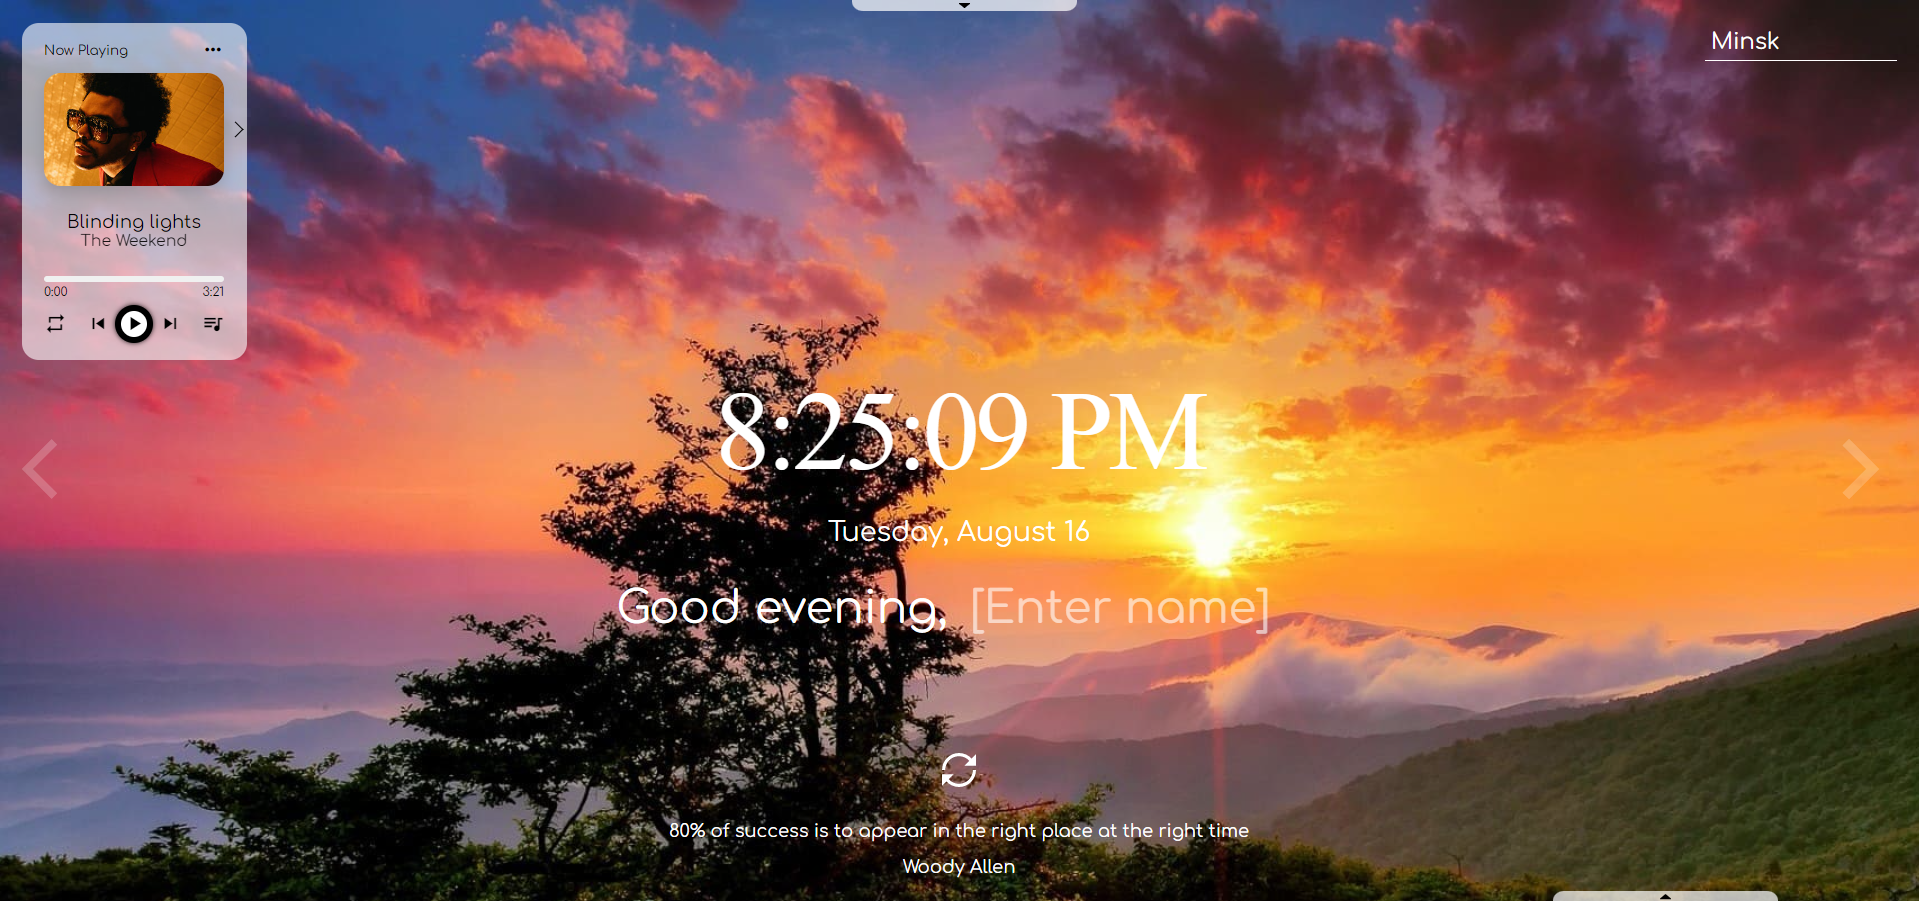 Now Playing
Minsk
Blinding lights
The Weekend
0:00 3:21
8:25:09 PM
Tuesday, August 16
Good evening, [Enter name]
80% of success is to appear in the right place at the right time
Woody Allen